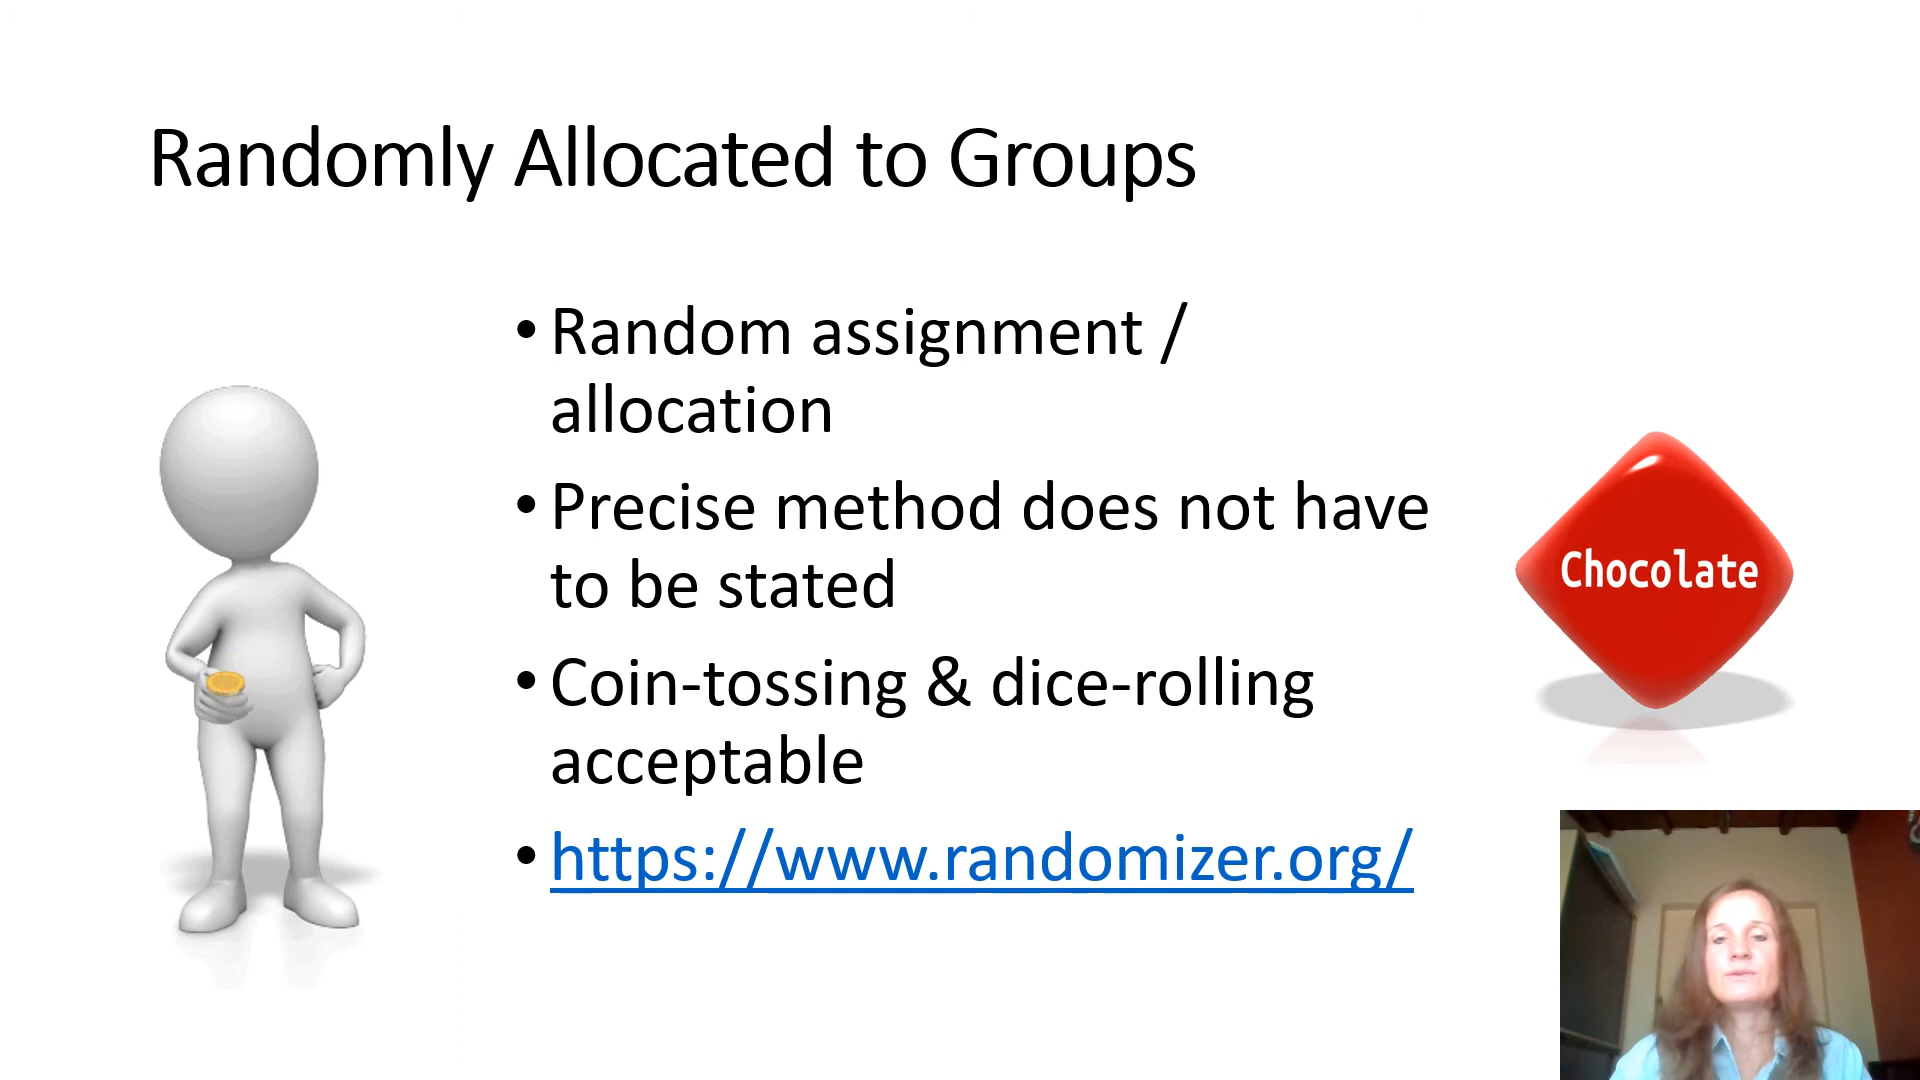 Randomly Allocated to Groups
• Random assignment /
allocation
• Precise method does not have
to be stated
• Coin-tossing & dice-rolling
acceptable
• https://www.randomizer.org/
Chocolate